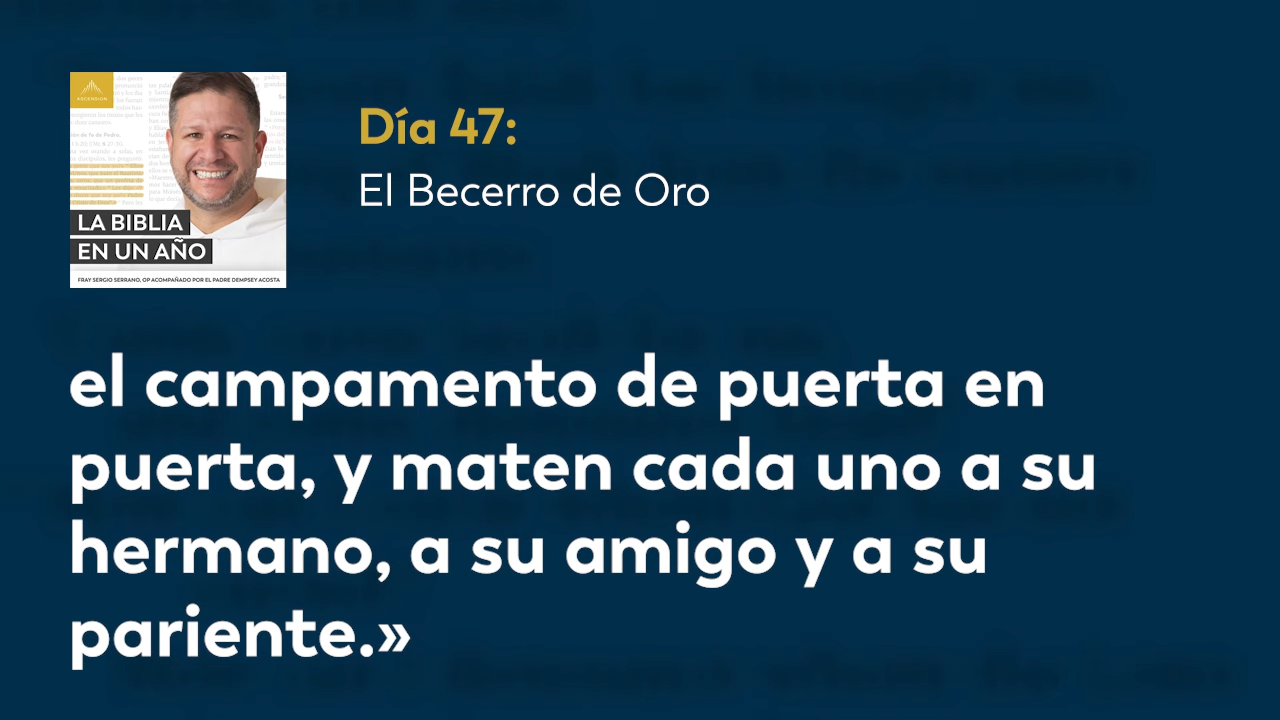 ASCENSION
LA BIBLIA
EN UN AÑO
FRAY SERGIO SERRANO, OP ACOMPAÑADO POR EL PADRE DEMPSEY ACOSTA
Día 47:
El Becerro de Oro
el campamento de puerta en
puerta, y maten cada uno a su
hermano, a su amigo y a su
pariente.»